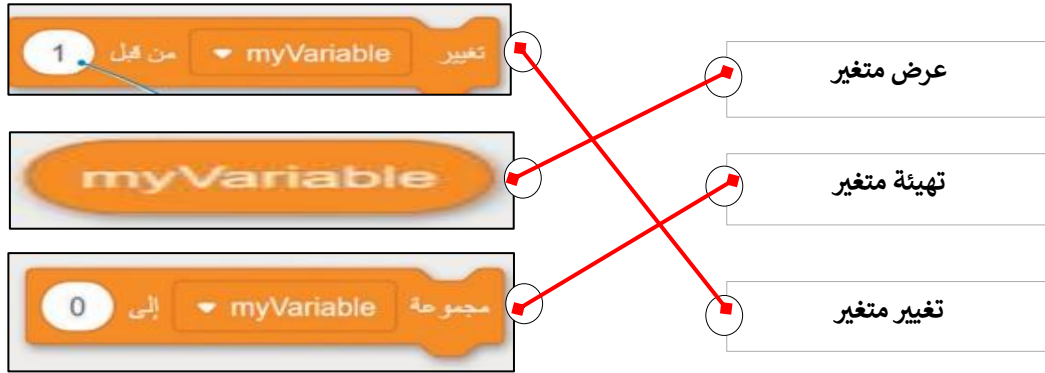 تغيير myVariable من قبل 1
عرض متغير
myVariable
تهيئة متغير
مجموعة myVariable إلى 0
تغيير متغير